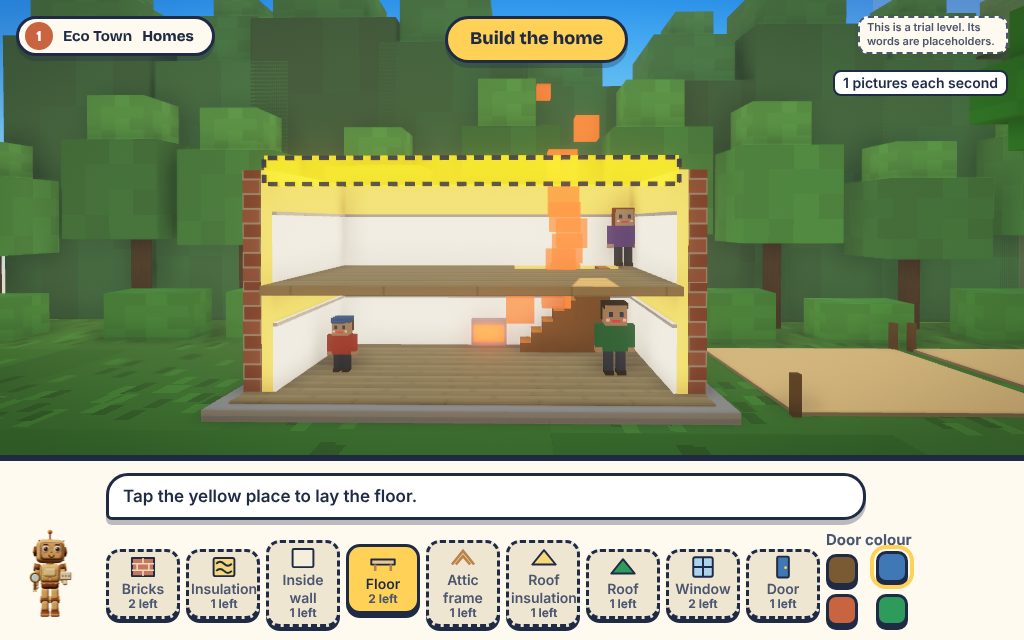 1 Eco Town Homes
Build the home
This is a trial level. Its
words are placeholders.
1 pictures each second
Tap the yellow place to lay the floor.
Bricks
2 left
Insulation
1 left
Inside
wall
1 left
Floor
2 left
Attic
frame
1 left
Roof
insulation
1 left
Roof
1 left
Window
2 left
Door
1 left
Door colour